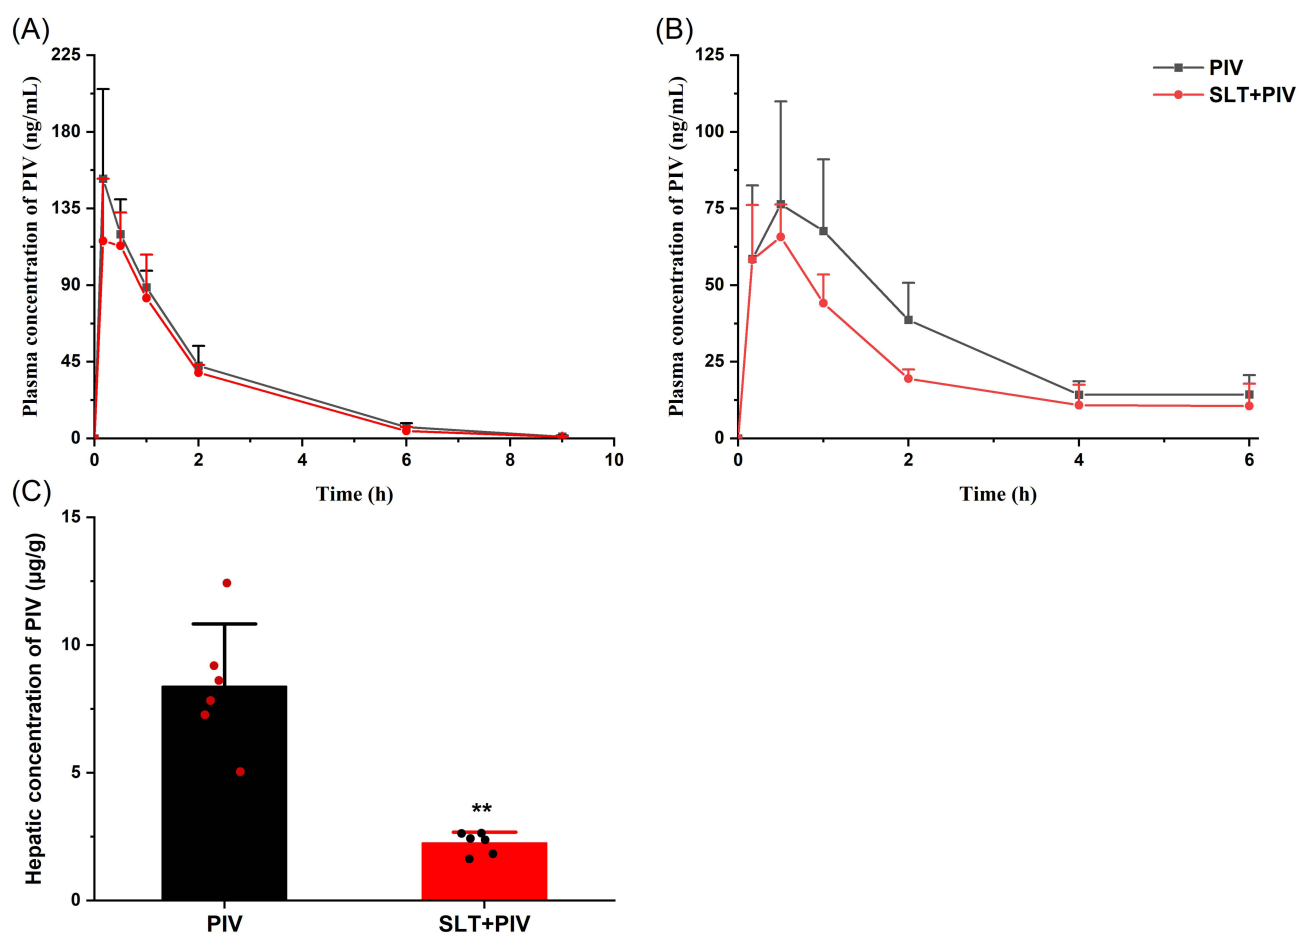 (A)
225
180
135
90
45
0
0 2 4 6 8 10
Plasma concentration of PIV (ng/mL)
Time (h)
(B)
125
100
75
50
25
0
0 2 4 6
Plasma concentration of PIV (ng/mL)
Time (h)
PIV
SLT+PIV
(C)
15
10
5
0
Hepatic concentration of PIV (µg/g)
**
PIV SLT+PIV